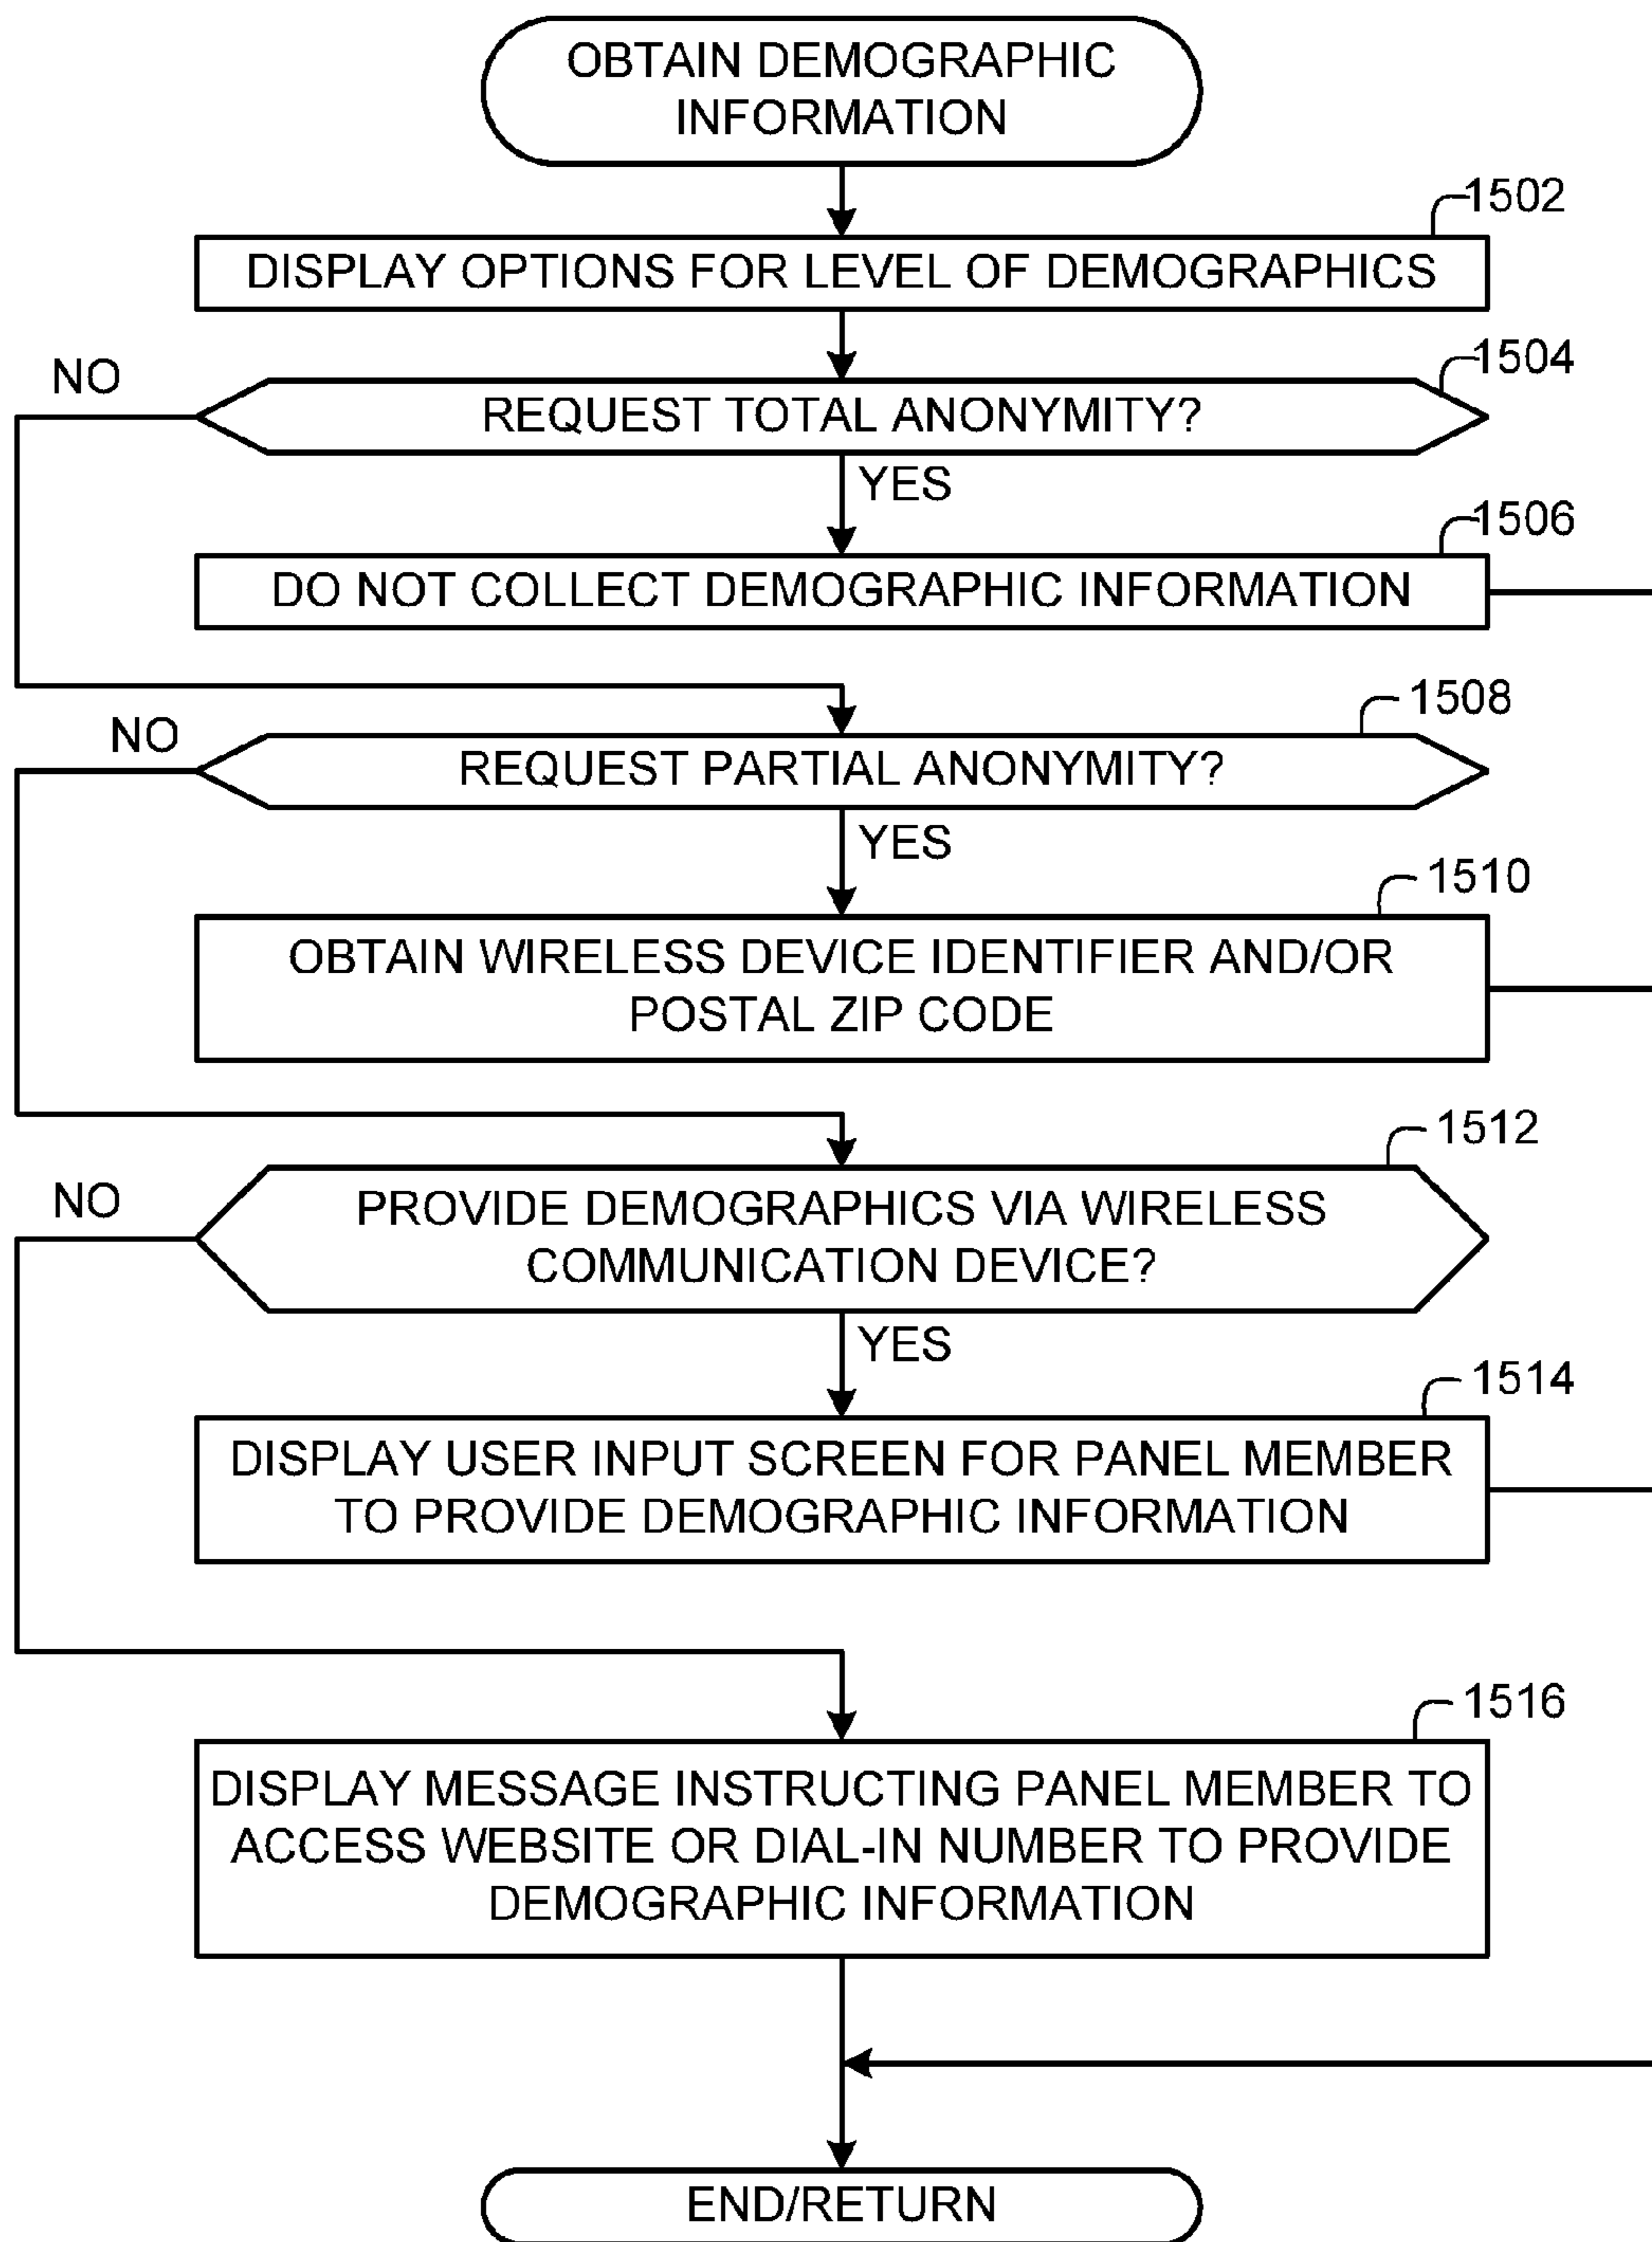 OBTAIN DEMOGRAPHIC
INFORMATION
1502
DISPLAY OPTIONS FOR LEVEL OF DEMOGRAPHICS
1504
NO
REQUEST TOTAL ANONYMITY?
YES
1506
DO NOT COLLECT DEMOGRAPHIC INFORMATION
1508
NO
REQUEST PARTIAL ANONYMITY?
YES
1510
OBTAIN WIRELESS DEVICE IDENTIFIER AND/OR
POSTAL ZIP CODE
1512
NO
PROVIDE DEMOGRAPHICS VIA WIRELESS
COMMUNICATION DEVICE?
YES
1514
DISPLAY USER INPUT SCREEN FOR PANEL MEMBER
TO PROVIDE DEMOGRAPHIC INFORMATION
1516
DISPLAY MESSAGE INSTRUCTING PANEL MEMBER TO
ACCESS WEBSITE OR DIAL-IN NUMBER TO PROVIDE
DEMOGRAPHIC INFORMATION
END/RETURN